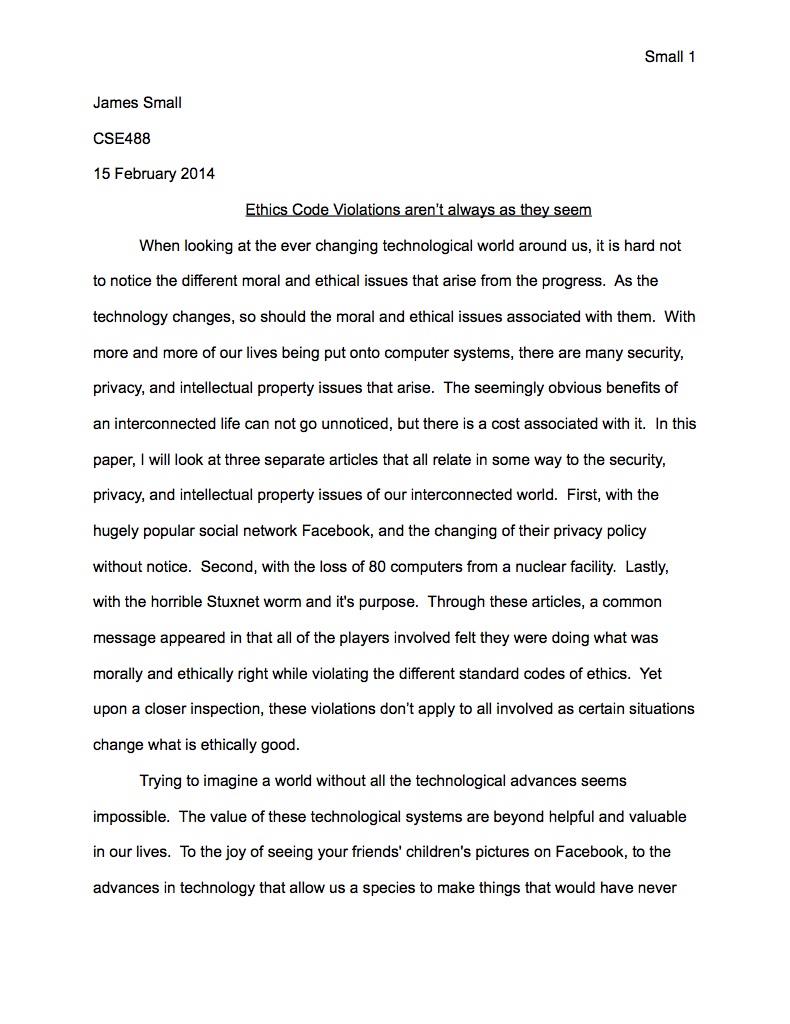 Small 1
James Small
CSE488
15 February 2014
Ethics Code Violations aren’t always as they seem
When looking at the ever changing technological world around us, it is hard not
to notice the different moral and ethical issues that arise from the progress.  As the
technology changes, so should the moral and ethical issues associated with them.  With
more and more of our lives being put onto computer systems, there are many security,
privacy, and intellectual property issues that arise.  The seemingly obvious benefits of
an interconnected life can not go unnoticed, but there is a cost associated with it.  In this
paper, I will look at three separate articles that all relate in some way to the security,
privacy, and intellectual property issues of our interconnected world.  First, with the
hugely popular social network Facebook, and the changing of their privacy policy
without notice.  Second, with the loss of 80 computers from a nuclear facility.  Lastly,
with the horrible Stuxnet worm and it's purpose.  Through these articles, a common
message appeared in that all of the players involved felt they were doing what was
morally and ethically right while violating the different standard codes of ethics.  Yet
upon a closer inspection, these violations don’t apply to all involved as certain situations
change what is ethically good.
Trying to imagine a world without all the technological advances seems
impossible.  The value of these technological systems are beyond helpful and valuable
in our lives.  To the joy of seeing your friends' children's pictures on Facebook, to the
advances in technology that allow us a species to make things that would have never